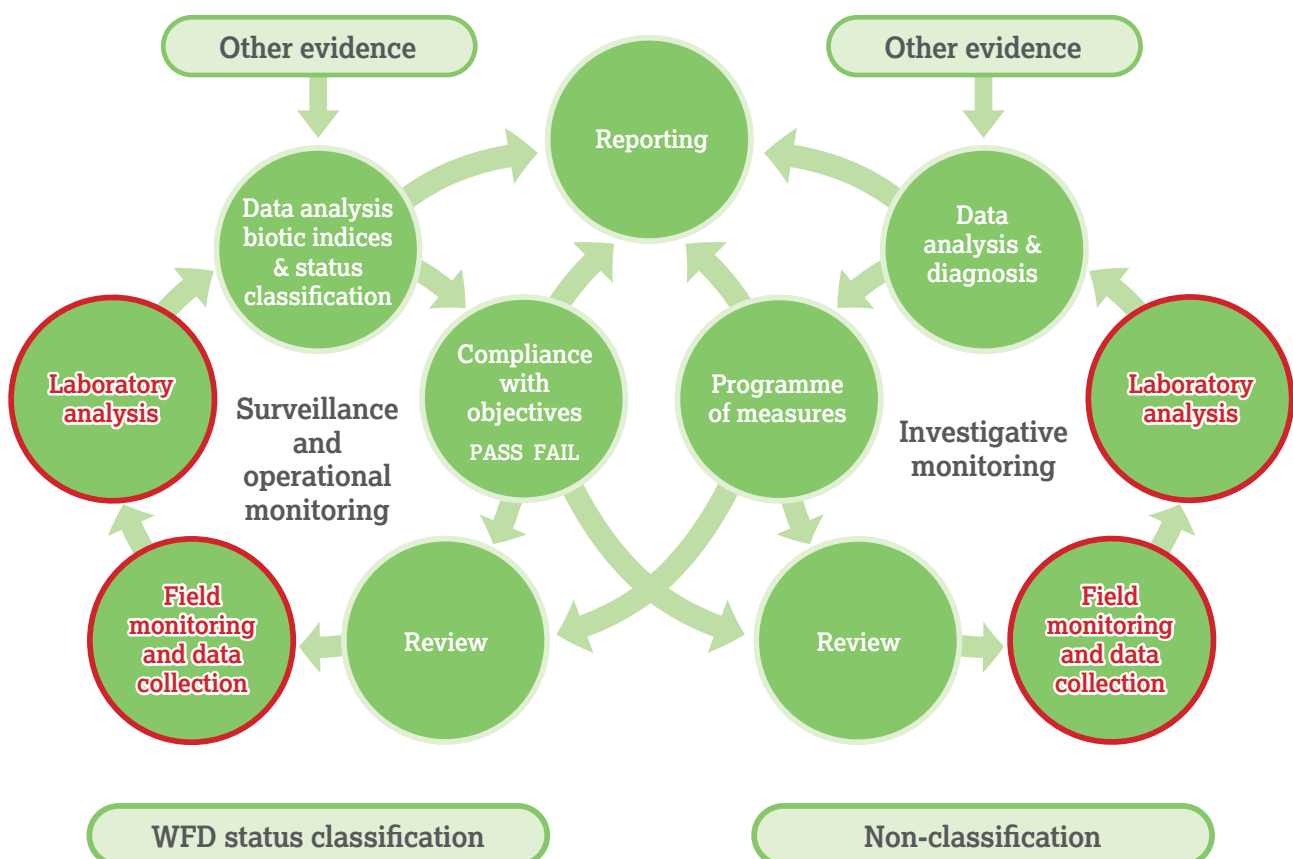 Other evidence
Other evidence
Reporting
Data analysis
biotic indices
& status
classification
Data
analysis &
diagnosis
Laboratory
analysis
Surveillance
and
operational
monitoring
Compliance
with
objectives
PASS FAIL
Programme
of measures
Investigative
monitoring
Laboratory
analysis
Field
monitoring
and data
collection
Review
Review
Field
monitoring
and data
collection
WFD status classification
Non-classification